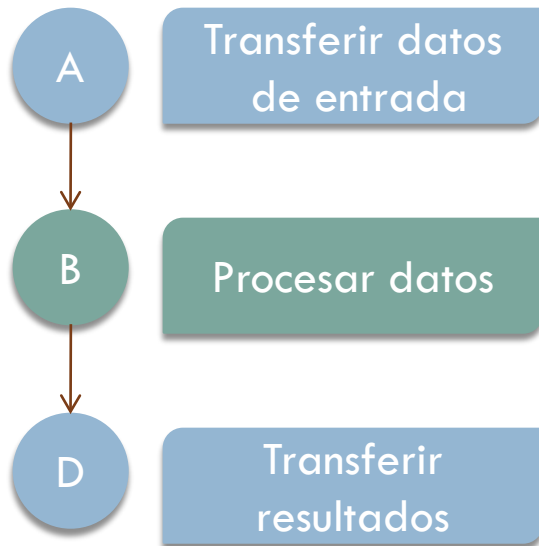 A
Transferir datos
de entrada
B
Procesar datos
D
Transferir
resultados